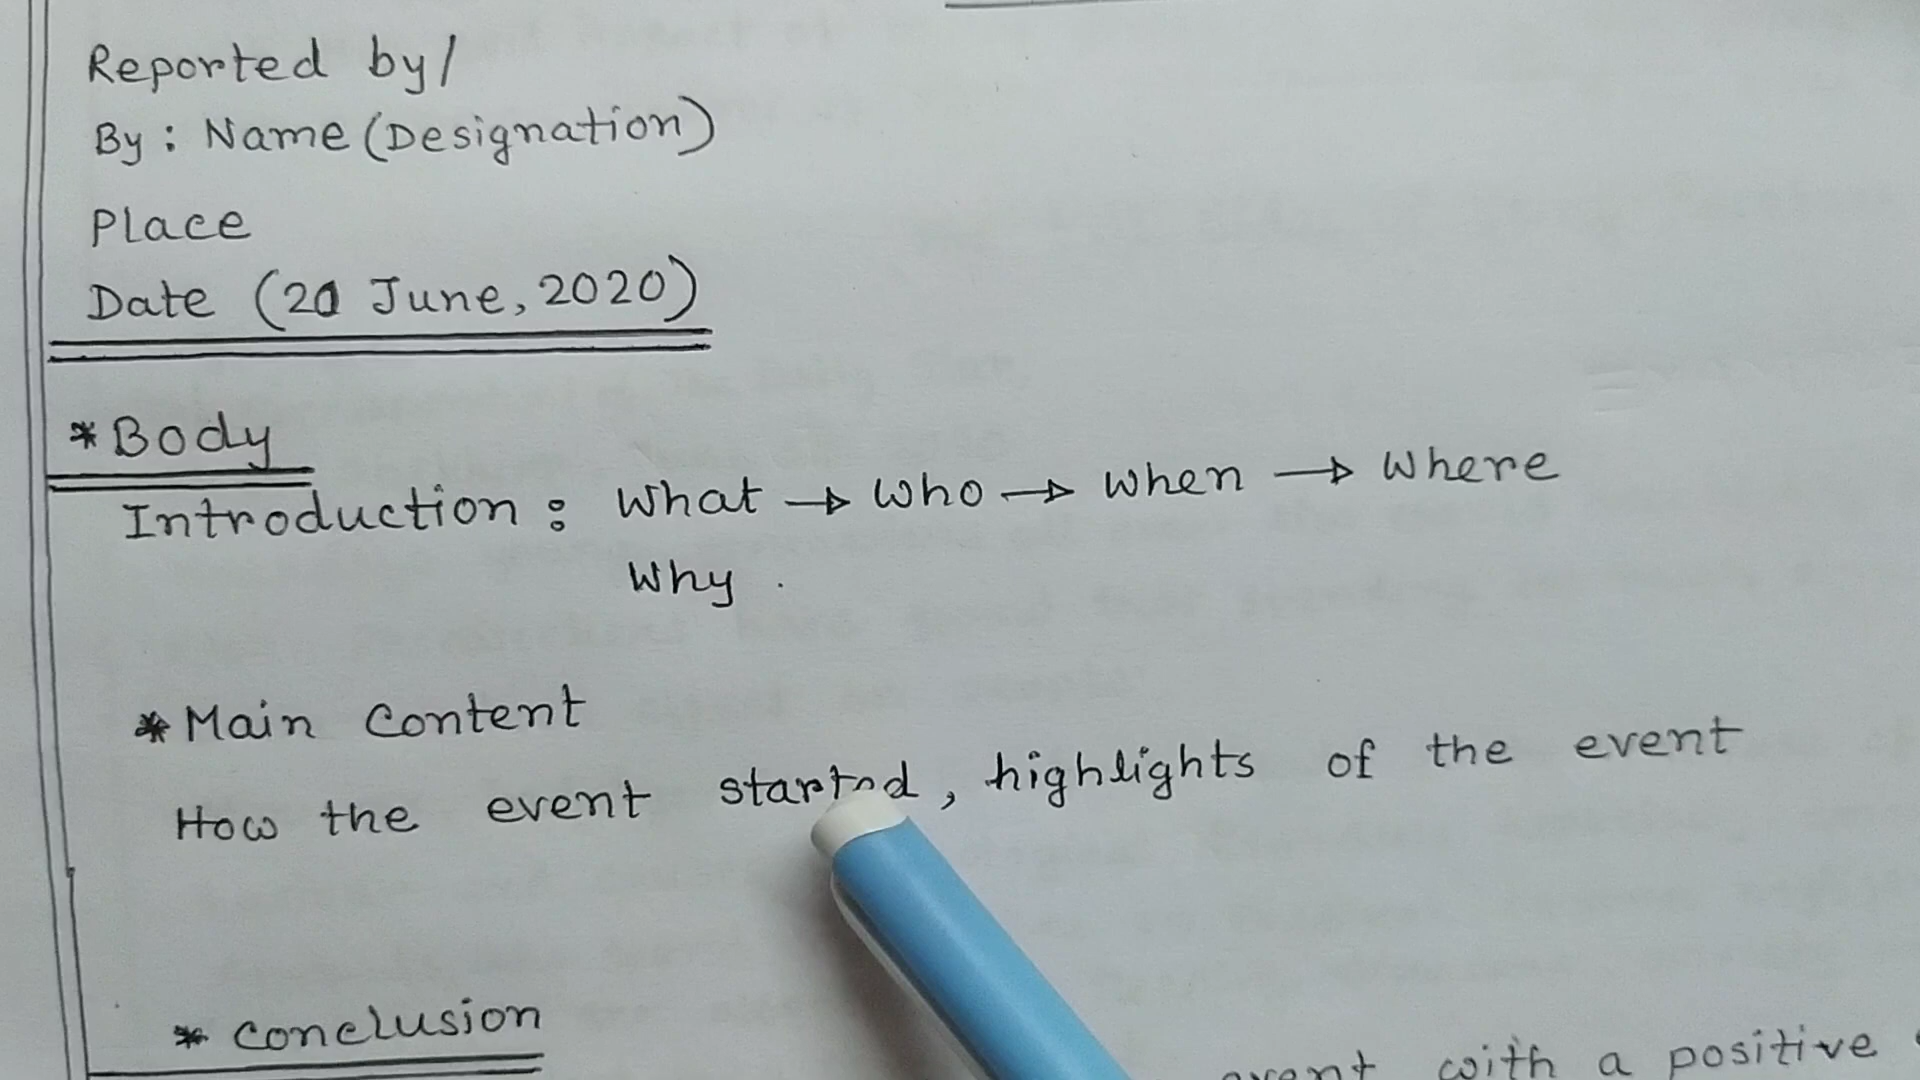 Reported by/
By : Name (Designation)
Place
Date (20 June, 2020)
* Body
Introduction : What → Who → When → Where
Why .
* Main Content
How the event started, highlights of the event
* Conclusion
event with a positive